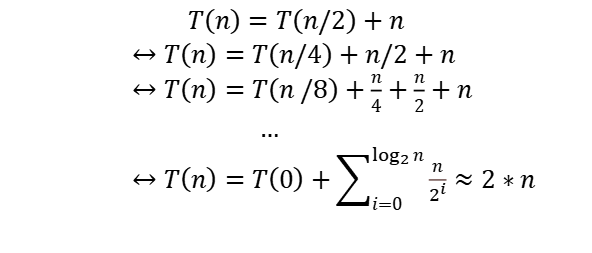 T(n) = T(n/2) + n
↔ T(n) = T(n/4) + n/2 + n
↔ T(n) = T(n /8) + n/4 + n/2 + n
...
↔ T(n) = T(0) + ∑_{i=0}^{log₂ n} n/2^i ≈ 2 * n